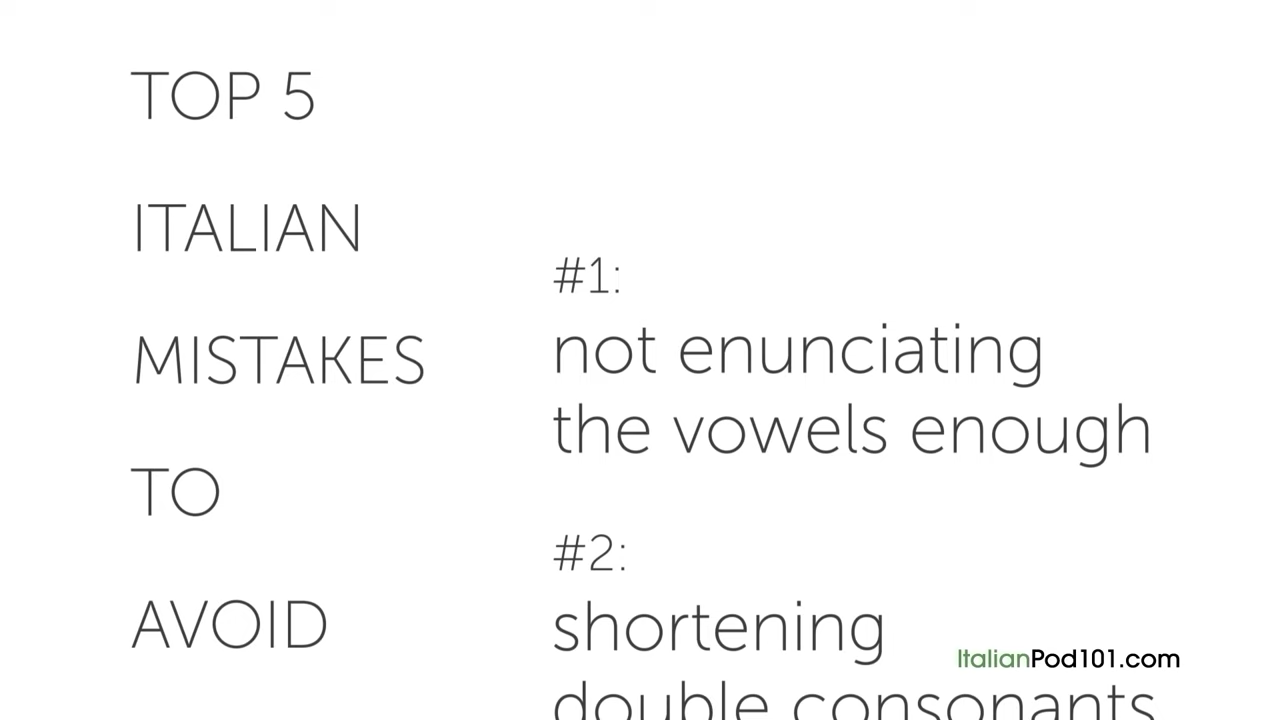 TOP 5
ITALIAN
MISTAKES
TO
AVOID
#1:
not enunciating
the vowels enough
#2:
shortening
double consonants
ItalianPod101.com